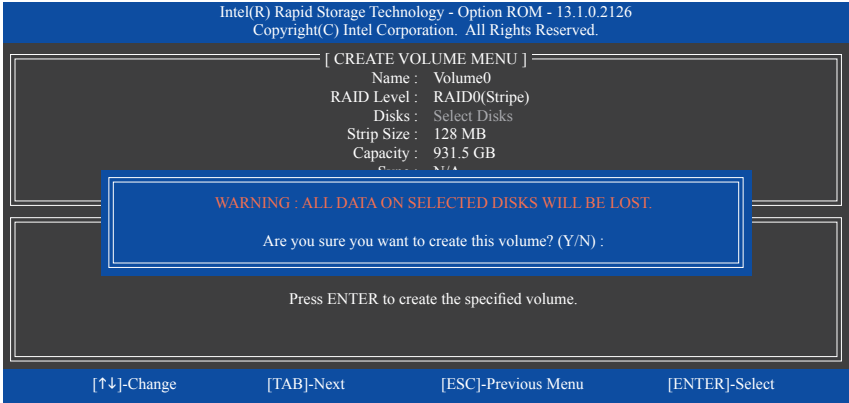 Intel(R) Rapid Storage Technology - Option ROM - 13.1.0.2126
Copyright(C) Intel Corporation. All Rights Reserved.
[ CREATE VOLUME MENU ]
Name : Volume0
RAID Level : RAID0(Stripe)
Disks : Select Disks
Strip Size : 128 MB
Capacity : 931.5 GB
WARNING : ALL DATA ON SELECTED DISKS WILL BE LOST.
Are you sure you want to create this volume? (Y/N) :
Press ENTER to create the specified volume.
[↑↓]-Change [TAB]-Next [ESC]-Previous Menu [ENTER]-Select